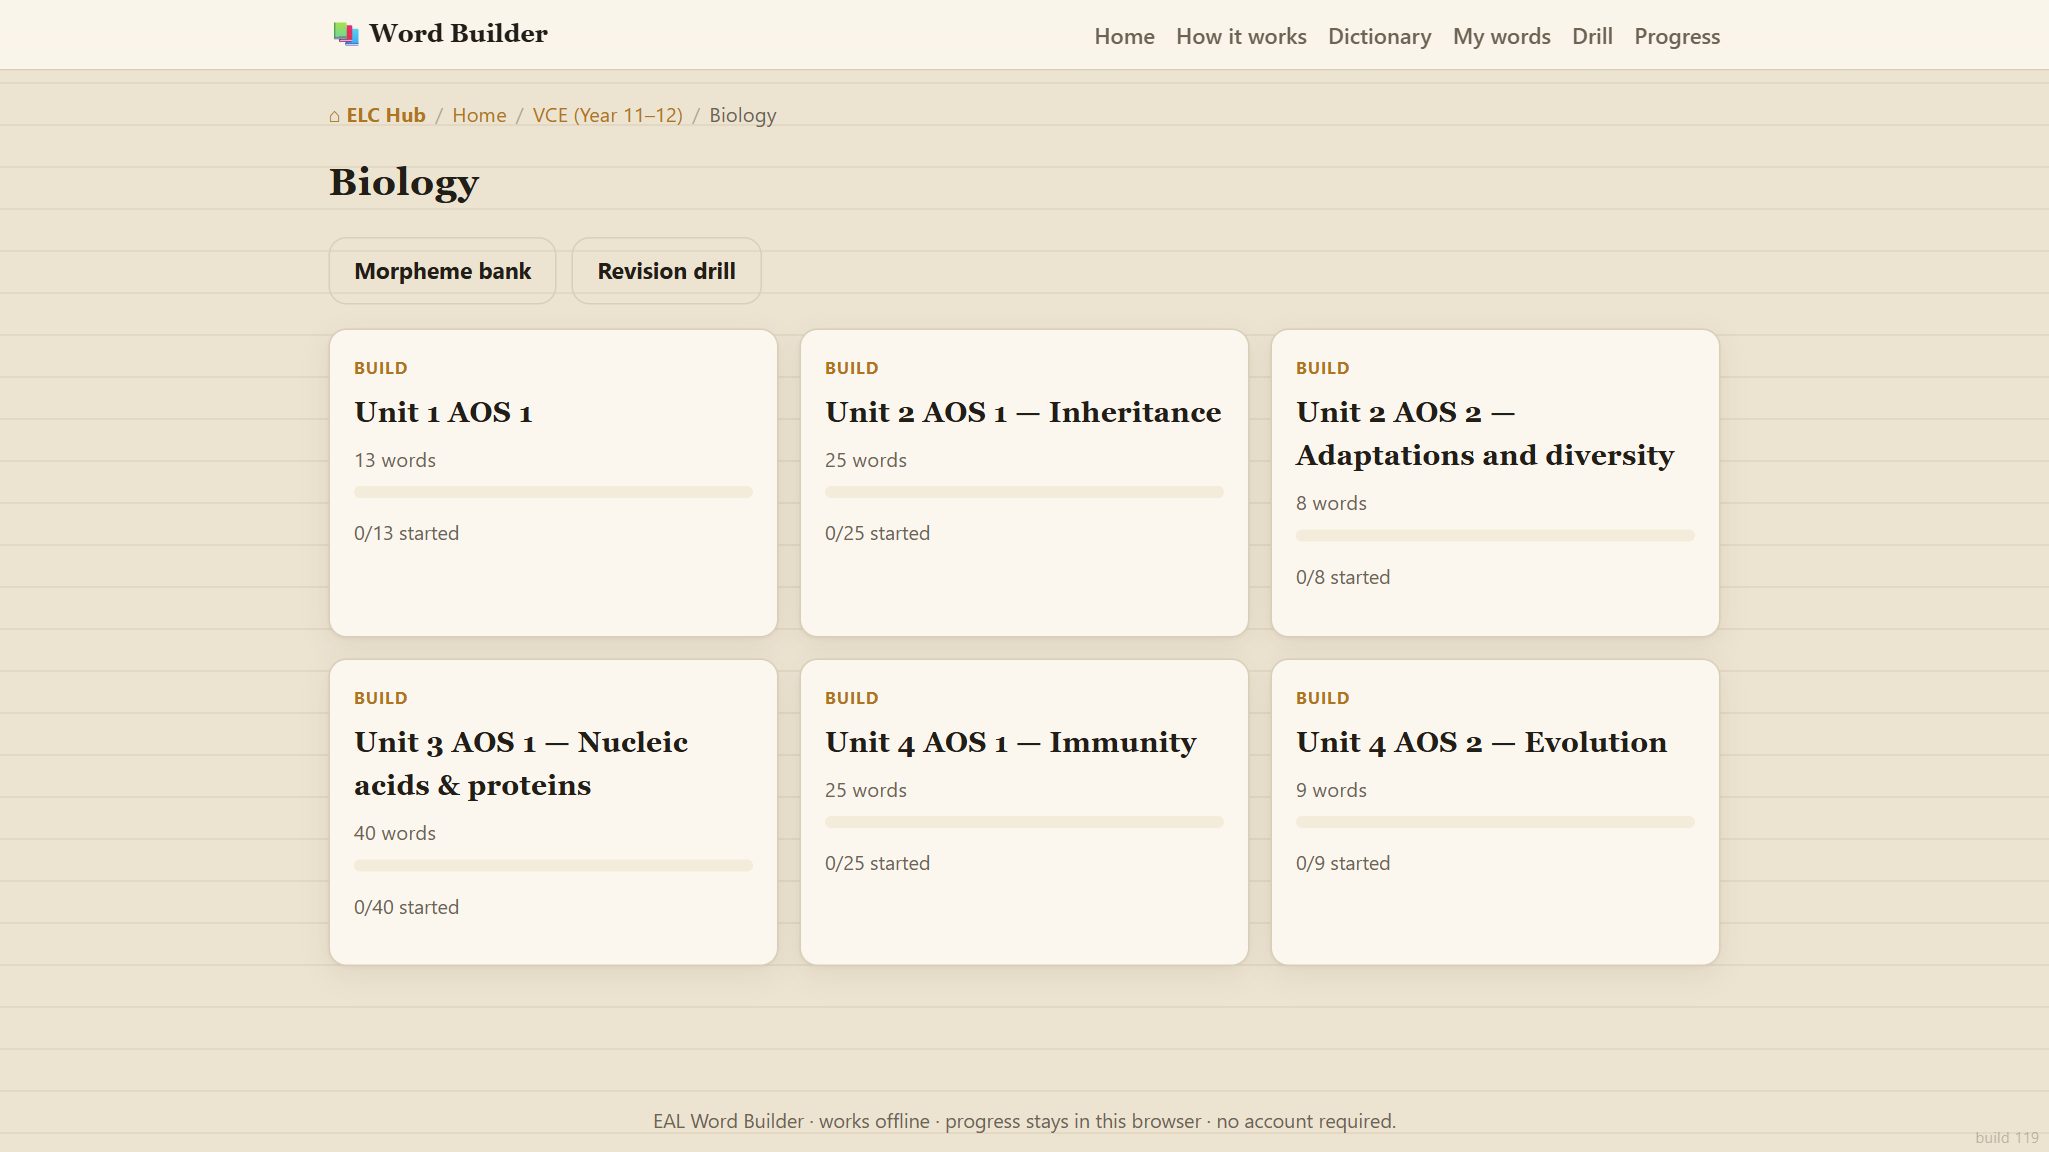 Word Builder
Home How it works Dictionary My words Drill Progress
⌂ ELC Hub / Home / VCE (Year 11–12) / Biology
Biology
Morpheme bank Revision drill
BUILD
Unit 1 AOS 1
13 words
0/13 started
BUILD
Unit 2 AOS 1 — Inheritance
25 words
0/25 started
BUILD
Unit 2 AOS 2 —
Adaptations and diversity
8 words
0/8 started
BUILD
Unit 3 AOS 1 — Nucleic
acids & proteins
40 words
0/40 started
BUILD
Unit 4 AOS 1 — Immunity
25 words
0/25 started
BUILD
Unit 4 AOS 2 — Evolution
9 words
0/9 started
EAL Word Builder · works offline · progress stays in this browser · no account required.
build 119